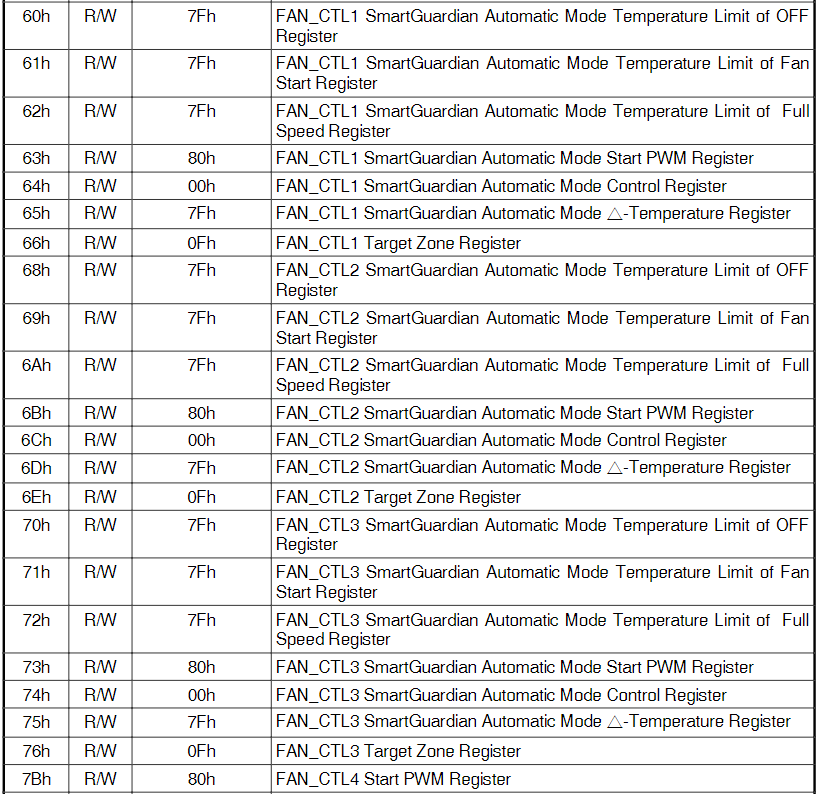 60h R/W 7Fh FAN_CTL1 SmartGuardian Automatic Mode Temperature Limit of OFF
Register
61h R/W 7Fh FAN_CTL1 SmartGuardian Automatic Mode Temperature Limit of Fan
Start Register
62h R/W 7Fh FAN_CTL1 SmartGuardian Automatic Mode Temperature Limit of Full
Speed Register
63h R/W 80h FAN_CTL1 SmartGuardian Automatic Mode Start PWM Register
64h R/W 00h FAN_CTL1 SmartGuardian Automatic Mode Control Register
65h R/W 7Fh FAN_CTL1 SmartGuardian Automatic Mode △-Temperature Register
66h R/W 0Fh FAN_CTL1 Target Zone Register
68h R/W 7Fh FAN_CTL2 SmartGuardian Automatic Mode Temperature Limit of OFF
Register
69h R/W 7Fh FAN_CTL2 SmartGuardian Automatic Mode Temperature Limit of Fan
Start Register
6Ah R/W 7Fh FAN_CTL2 SmartGuardian Automatic Mode Temperature Limit of Full
Speed Register
6Bh R/W 80h FAN_CTL2 SmartGuardian Automatic Mode Start PWM Register
6Ch R/W 00h FAN_CTL2 SmartGuardian Automatic Mode Control Register
6Dh R/W 7Fh FAN_CTL2 SmartGuardian Automatic Mode △-Temperature Register
6Eh R/W 0Fh FAN_CTL2 Target Zone Register
70h R/W 7Fh FAN_CTL3 SmartGuardian Automatic Mode Temperature Limit of OFF
Register
71h R/W 7Fh FAN_CTL3 SmartGuardian Automatic Mode Temperature Limit of Fan
Start Register
72h R/W 7Fh FAN_CTL3 SmartGuardian Automatic Mode Temperature Limit of Full
Speed Register
73h R/W 80h FAN_CTL3 SmartGuardian Automatic Mode Start PWM Register
74h R/W 00h FAN_CTL3 SmartGuardian Automatic Mode Control Register
75h R/W 7Fh FAN_CTL3 SmartGuardian Automatic Mode △-Temperature Register
76h R/W 0Fh FAN_CTL3 Target Zone Register
7Bh R/W 80h FAN_CTL4 Start PWM Register